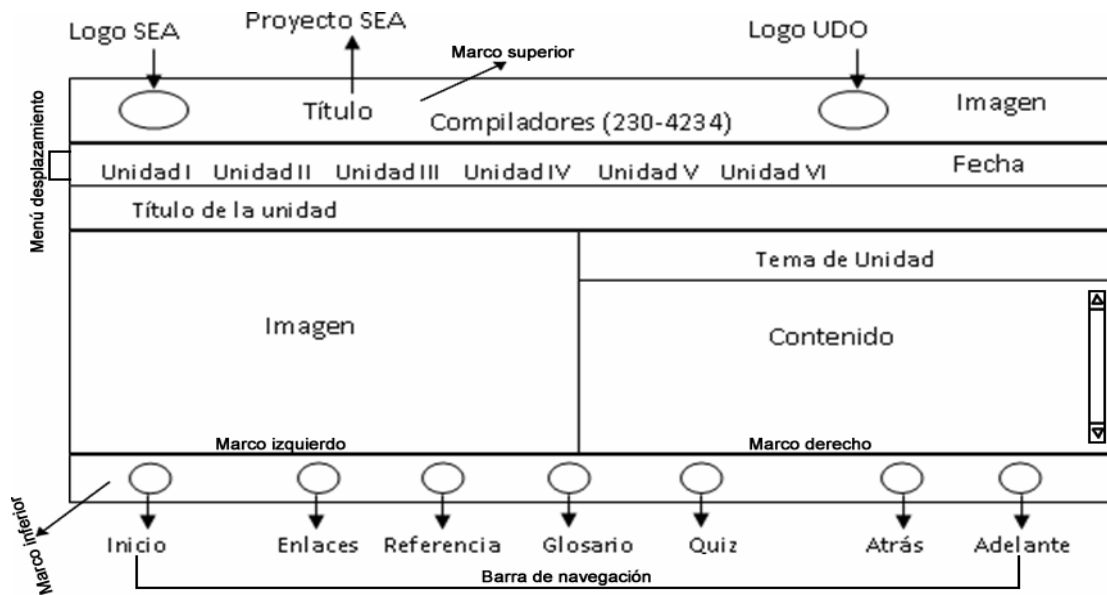 Logo SEA
Proyecto SEA
Logo UDO
Marco superior
Título
Compiladores (230-4234)
Imagen
Menú desplazamiento
Unidad I Unidad II Unidad III Unidad IV Unidad V Unidad VI
Fecha
Título de la unidad
Tema de Unidad
Imagen
Contenido
Marco izquierdo
Marco derecho
Marco inferior
Inicio Enlaces Referencia Glosario Quiz Atrás Adelante
Barra de navegación